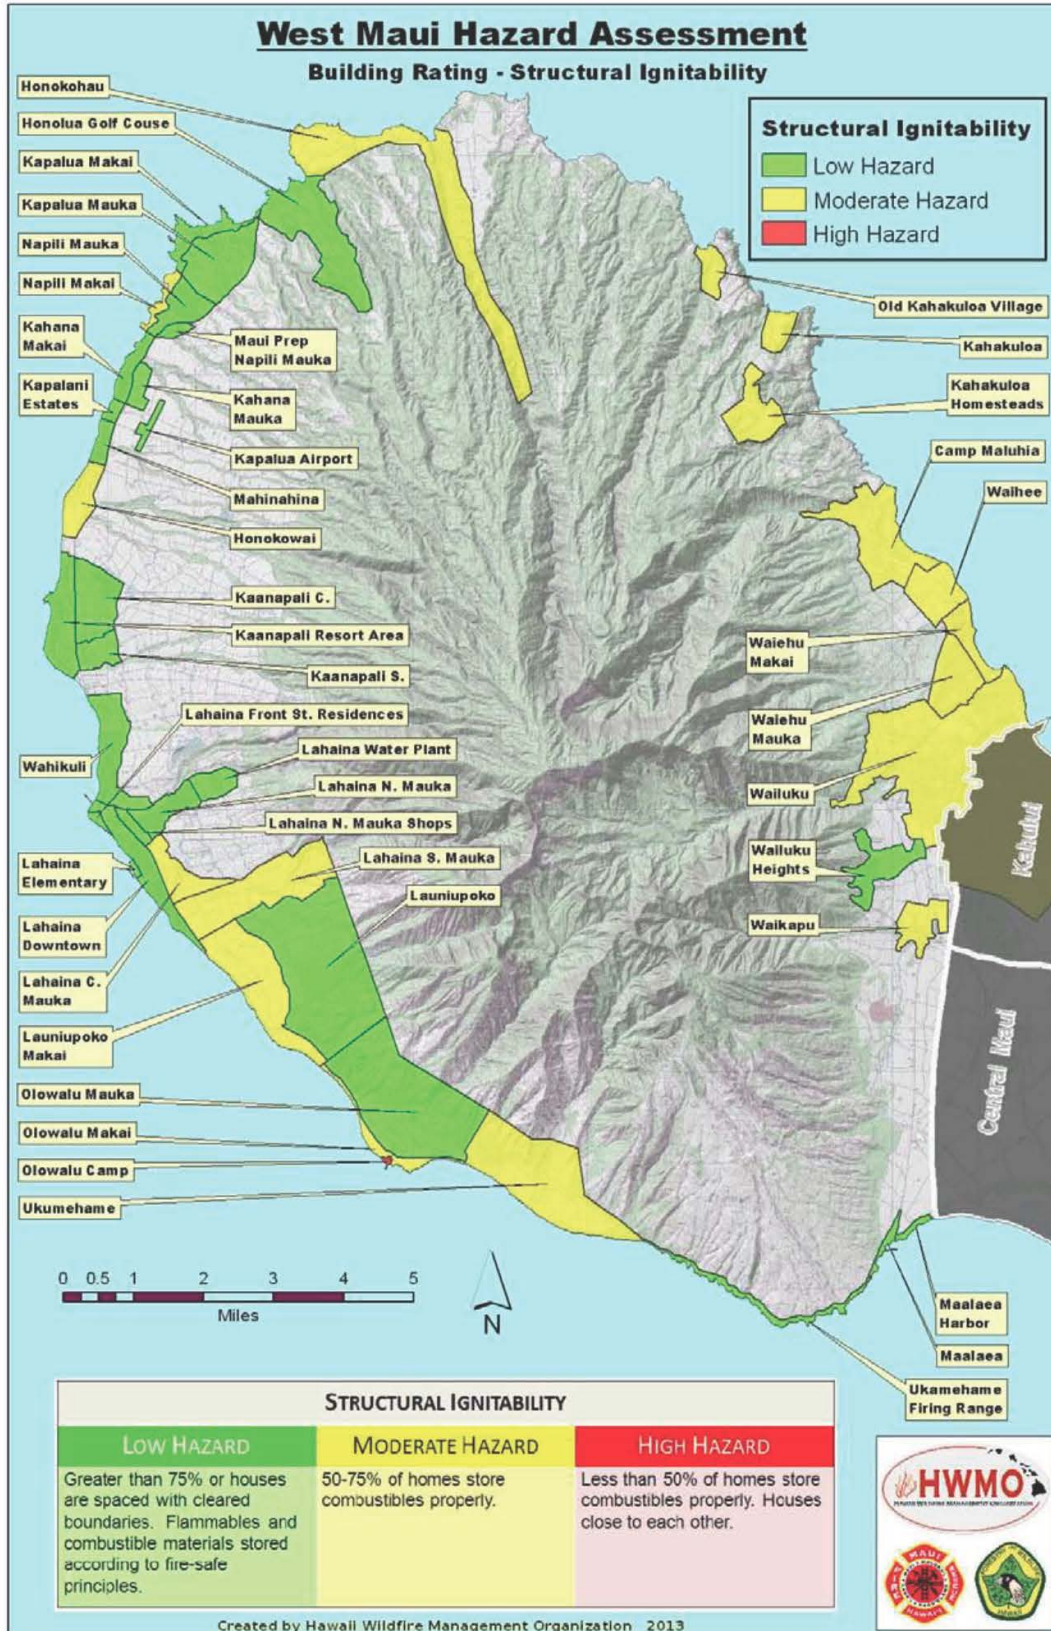 West Maui Hazard Assessment
Building Rating - Structural Ignitability
Structural Ignitability
Low Hazard
Moderate Hazard
High Hazard
Honokohau
Honolua Golf Couse
Kapalua Makai
Kapalua Mauka
Napili Mauka
Napili Makai
Kahana
Makai
Kapalani
Estates
Maui Prep
Napili Mauka
Kahana
Mauka
Kapalua Airport
Mahinahina
Honokowai
Kaanapali C.
Kaanapali Resort Area
Kaanapali S.
Lahaina Front St. Residences
Wahikuli
Lahaina Water Plant
Lahaina N. Mauka
Lahaina N. Mauka Shops
Lahaina S. Mauka
Launiupoko
Lahaina
Elementary
Lahaina
Downtown
Lahaina C.
Mauka
Launiupoko
Makai
Olowalu Mauka
Olowalu Makai
Olowalu Camp
Ukumehame
Old Kahakuloa Village
Kahakuloa
Kahakuloa
Homesteads
Camp Maluhia
Waihee
Waiehu
Makai
Waiehu
Mauka
Wailuku
Wailuku
Heights
Waikapu
Kahului
Central Maui
Maalaea
Harbor
Maalaea
Ukamehame
Firing Range
0 0.5 1 2 3 4 5
Miles
N
STRUCTURAL IGNITABILITY
LOW HAZARD
Greater than 75% or houses
are spaced with cleared
boundaries. Flammables and
combustible materials stored
according to fire-safe
principles.
MODERATE HAZARD
50-75% of homes store
combustibles properly.
HIGH HAZARD
Less than 50% of homes store
combustibles properly. Houses
close to each other.
HWMO
HAWAII WILDFIRE MANAGEMENT ORGANIZATION
MAUI
HAWAII
Created by Hawaii Wildfire Management Organization 2013